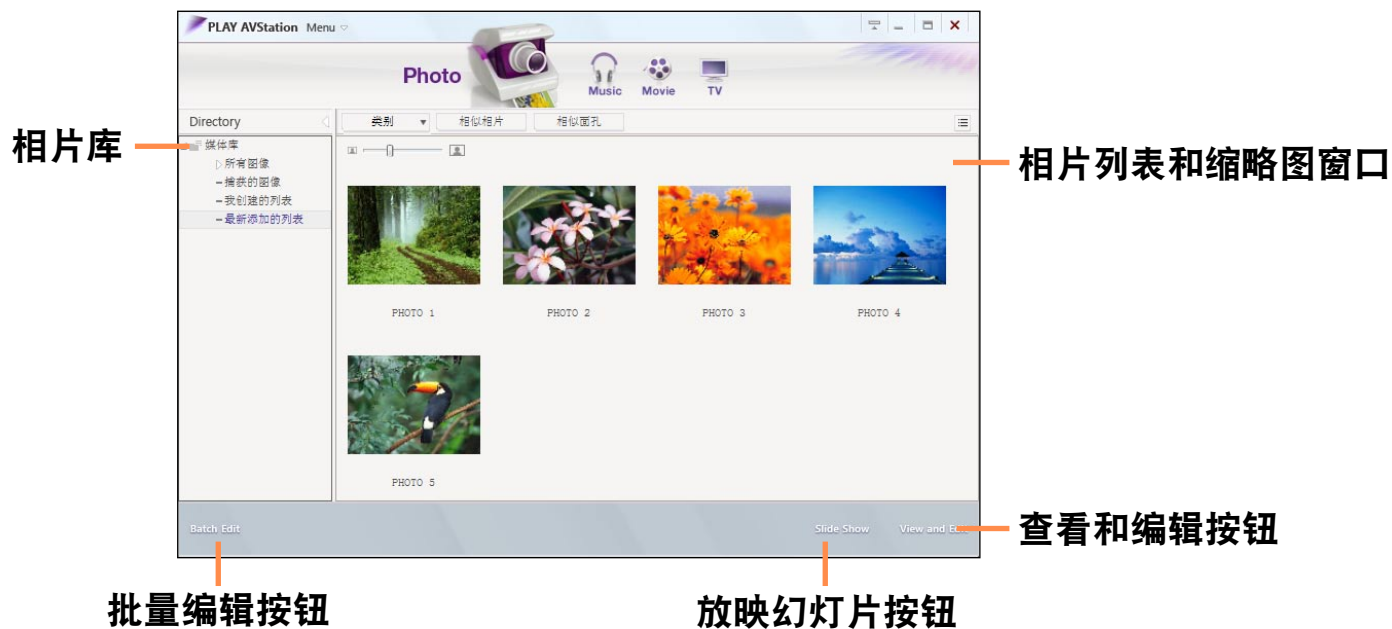 PLAY AVStation Menu
Photo
Music Movie TV
Directory
类别 相似相片 相似面孔
媒体库
所有图像
捕获的图像
我创建的列表
最新添加的列表
相片库
相片列表和缩略图窗口
PHOTO 1 PHOTO 2 PHOTO 3 PHOTO 4
PHOTO 5
Batch Edit Slide Show View and Edit
查看和编辑按钮
批量编辑按钮 放映幻灯片按钮